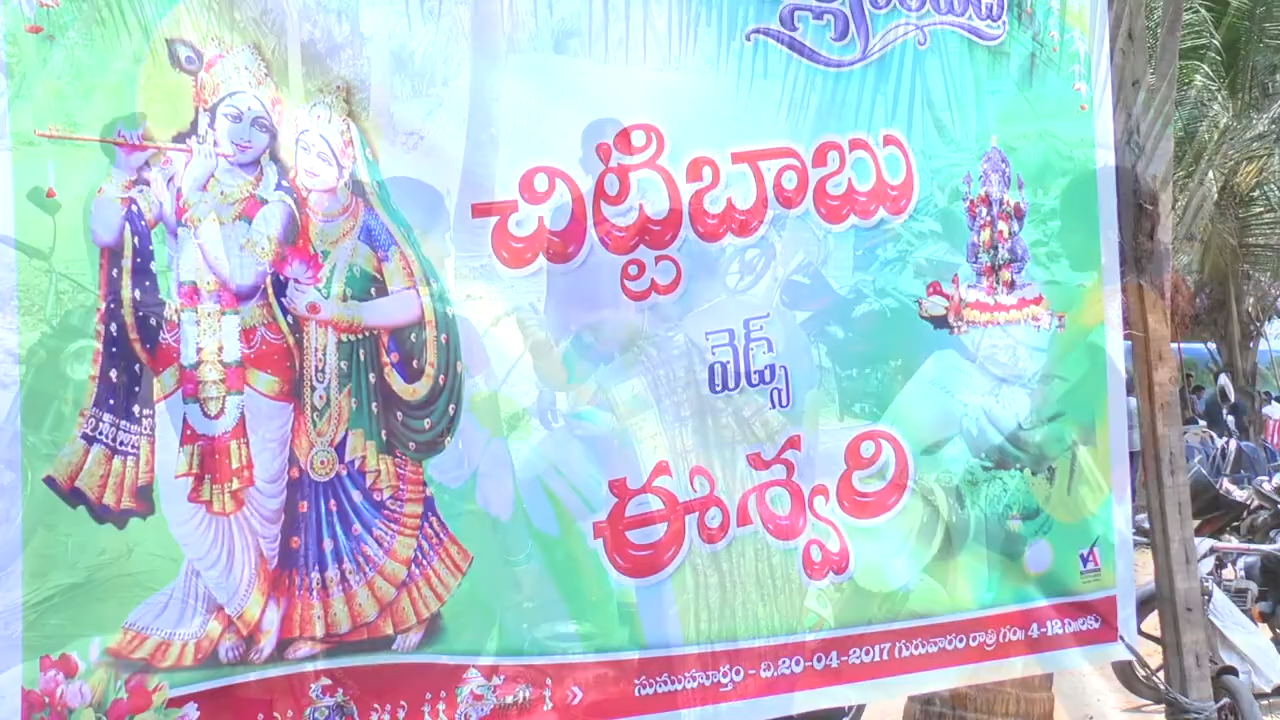 చిట్టిబాబు
వెడ్స్
ఈశ్వరి
సుముహూర్తం - ది.20-04-2017 గురువారం రాత్రి గం॥ 4-12 ని॥లకు